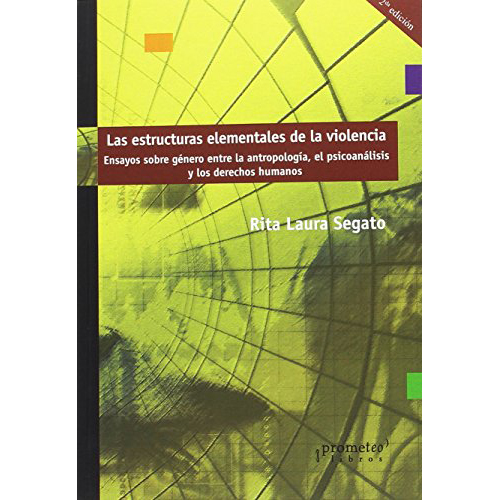 2da edición
Las estructuras elementales de la violencia
Ensayos sobre género entre la antropología, el psicoanálisis
y los derechos humanos
Rita Laura Segato
prometeo
libros